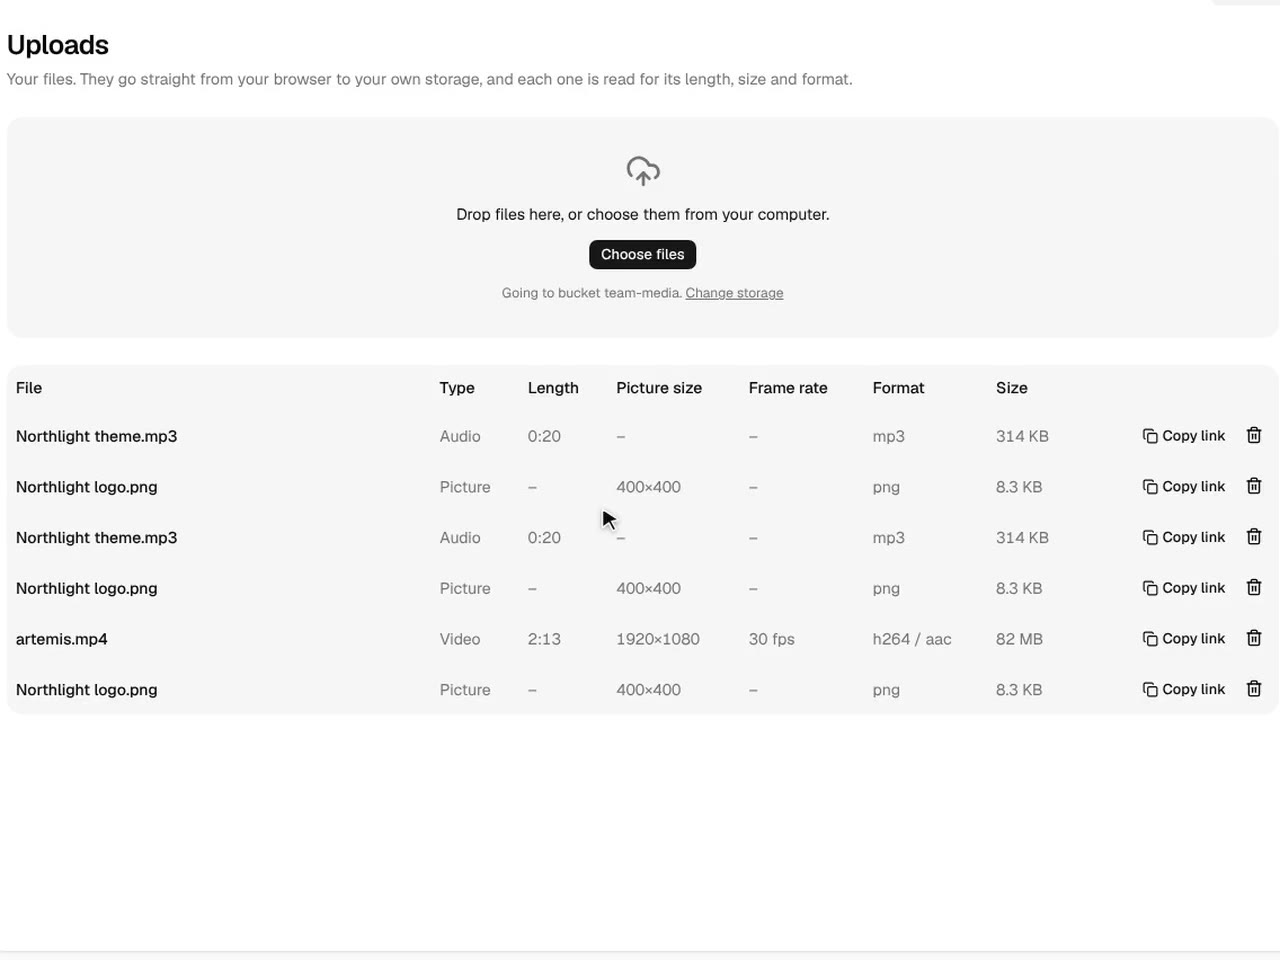 Uploads
Your files. They go straight from your browser to your own storage, and each one is read for its length, size and format.
Drop files here, or choose them from your computer.
Choose files
Going to bucket team-media. Change storage
File Type Length Picture size Frame rate Format Size
Northlight theme.mp3 Audio 0:20 – – mp3 314 KB Copy link
Northlight logo.png Picture – 400×400 – png 8.3 KB Copy link
Northlight theme.mp3 Audio 0:20 – – mp3 314 KB Copy link
Northlight logo.png Picture – 400×400 – png 8.3 KB Copy link
artemis.mp4 Video 2:13 1920×1080 30 fps h264 / aac 82 MB Copy link
Northlight logo.png Picture – 400×400 – png 8.3 KB Copy link